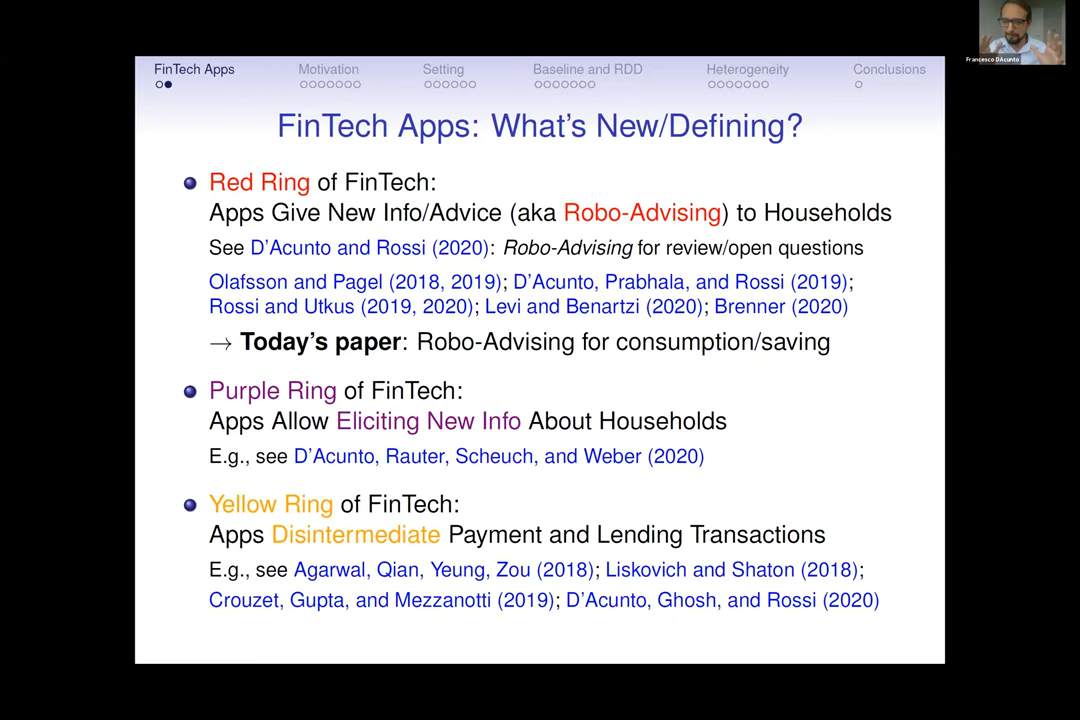 Francesco DAcunto
FinTech Apps Motivation Setting Baseline and RDD Heterogeneity Conclusions
FinTech Apps: What's New/Defining?
Red Ring of FinTech:
Apps Give New Info/Advice (aka Robo-Advising) to Households
See D'Acunto and Rossi (2020): Robo-Advising for review/open questions
Olafsson and Pagel (2018, 2019); D'Acunto, Prabhala, and Rossi (2019);
Rossi and Utkus (2019, 2020); Levi and Benartzi (2020); Brenner (2020)
→ Today's paper: Robo-Advising for consumption/saving
Purple Ring of FinTech:
Apps Allow Eliciting New Info About Households
E.g., see D'Acunto, Rauter, Scheuch, and Weber (2020)
Yellow Ring of FinTech:
Apps Disintermediate Payment and Lending Transactions
E.g., see Agarwal, Qian, Yeung, Zou (2018); Liskovich and Shaton (2018);
Crouzet, Gupta, and Mezzanotti (2019); D'Acunto, Ghosh, and Rossi (2020)